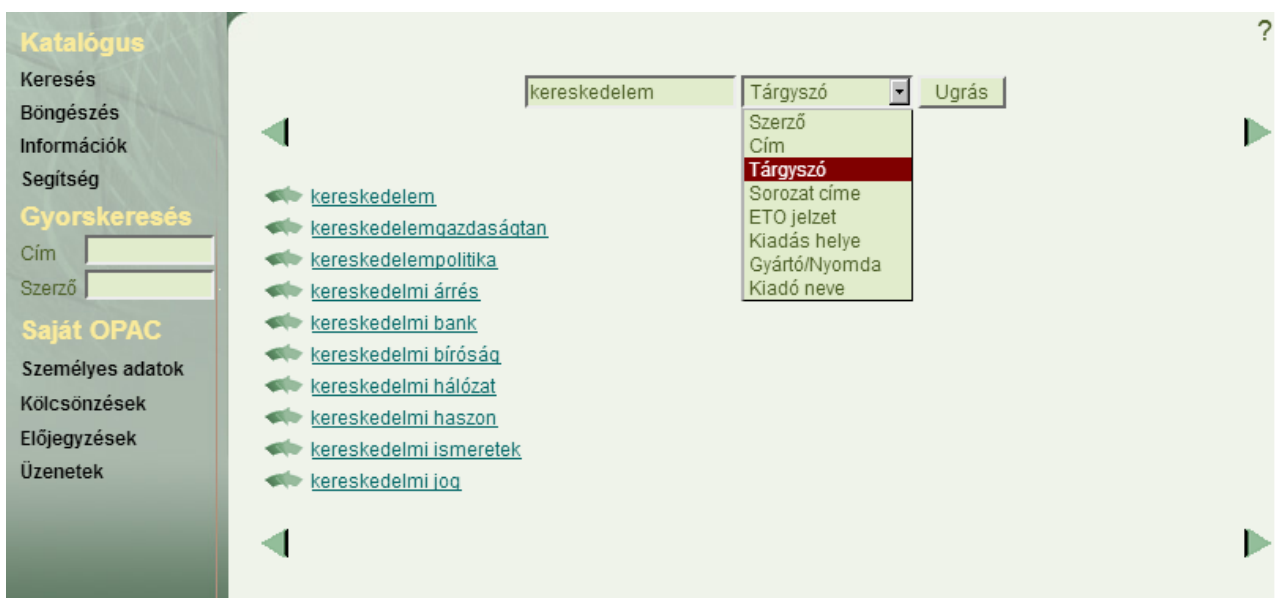 Katalógus
Keresés
Böngészés
Információk
Segítség
Gyorskeresés
Cím
Szerző
Saját OPAC
Személyes adatok
Kölcsönzések
Előjegyzések
Üzenetek
?
kereskedelem Tárgyszó Ugrás
Szerző
Cím
Tárgyszó
Sorozat címe
ETO jelzet
Kiadás helye
Gyártó/Nyomda
Kiadó neve
kereskedelem
kereskedelemgazdaságtan
kereskedelempolitika
kereskedelmi árrés
kereskedelmi bank
kereskedelmi bíróság
kereskedelmi hálózat
kereskedelmi haszon
kereskedelmi ismeretek
kereskedelmi jog